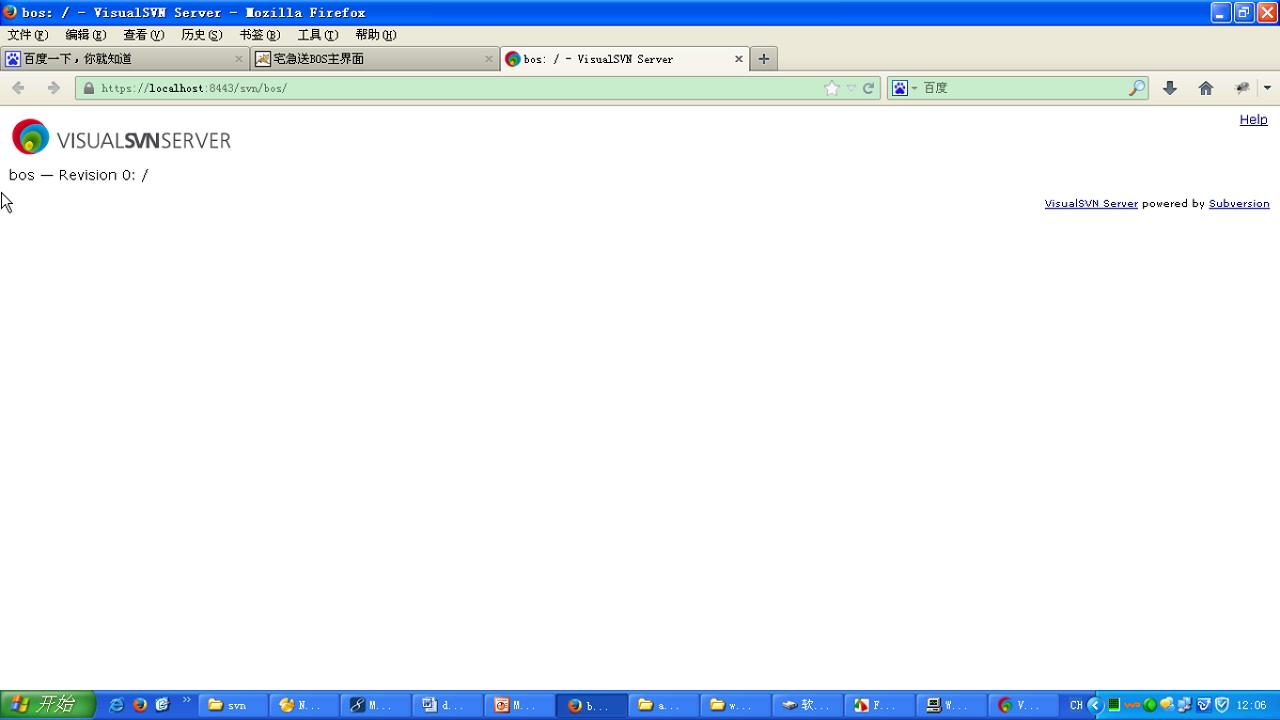 bos: / - VisualSVN Server - Mozilla Firefox
文件(F) 编辑(E) 查看(V) 历史(S) 书签(B) 工具(T) 帮助(H)
百度一下，你就知道 宅急送BOS主界面 bos: / - VisualSVN Server
https://localhost:8443/svn/bos/ 百度
Help
VISUALSVNSERVER
bos — Revision 0: /
VisualSVN Server powered by Subversion
开始 svn N... M... d... M... b... a... w... 软... F... W... V... CH 12:06